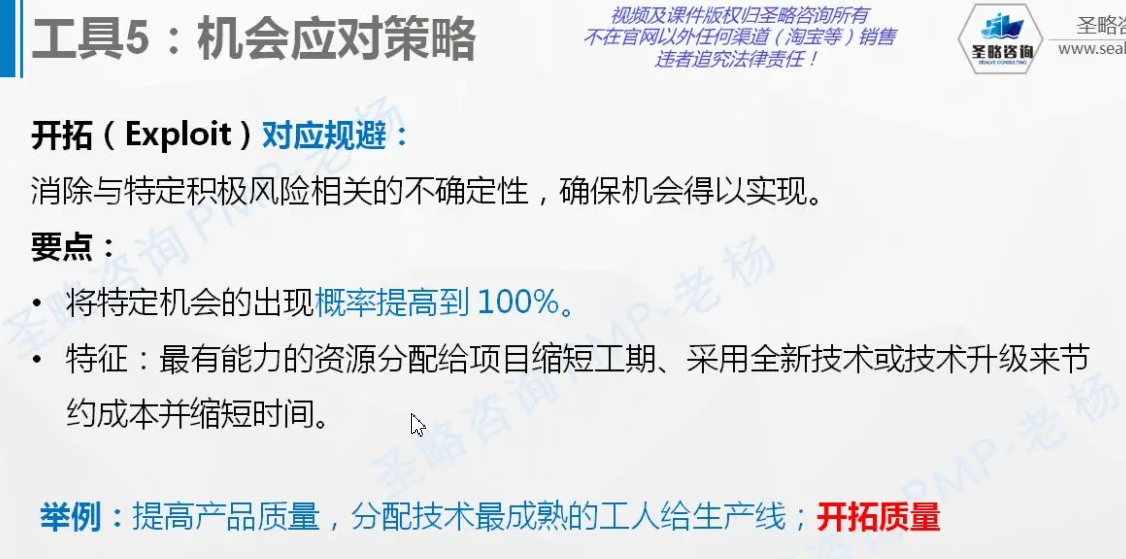 工具5：机会应对策略
视频及课件版权归圣略咨询所有
不在官网以外任何渠道（淘宝等）销售
违者追究法律责任！
圣略咨询
SEALUE CONSULTING
圣略咨
www.seal
开拓（Exploit）对应规避：
消除与特定积极风险相关的不确定性，确保机会得以实现。
要点：
• 将特定机会的出现概率提高到 100%。
• 特征：最有能力的资源分配给项目缩短工期、采用全新技术或技术升级来节
约成本并缩短时间。
举例：提高产品质量，分配技术最成熟的工人给生产线；开拓质量
圣略咨询 PMP-老杨
圣略咨询 PMP-老杨
PMP-老杨